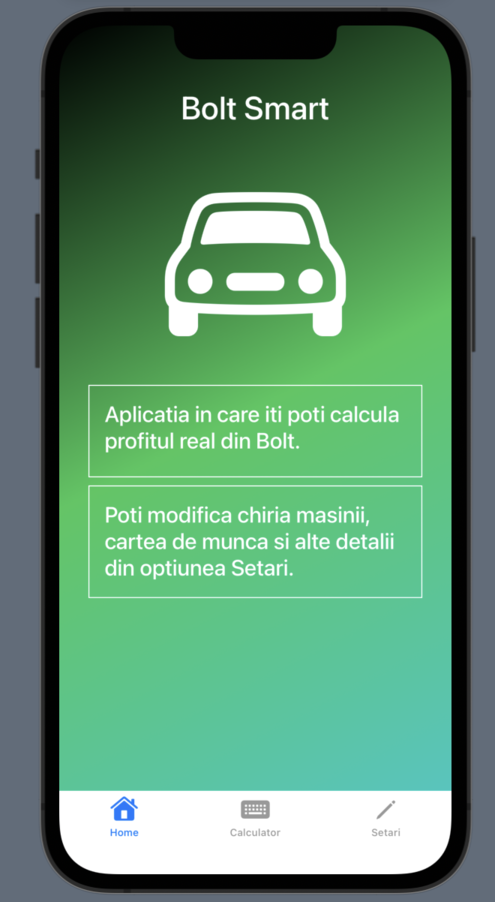 Bolt Smart
Aplicatia in care iti poti calcula
profitul real din Bolt.
Poti modifica chiria masinii,
cartea de munca si alte detalii
din optiunea Setari.
Home
Calculator
Setari